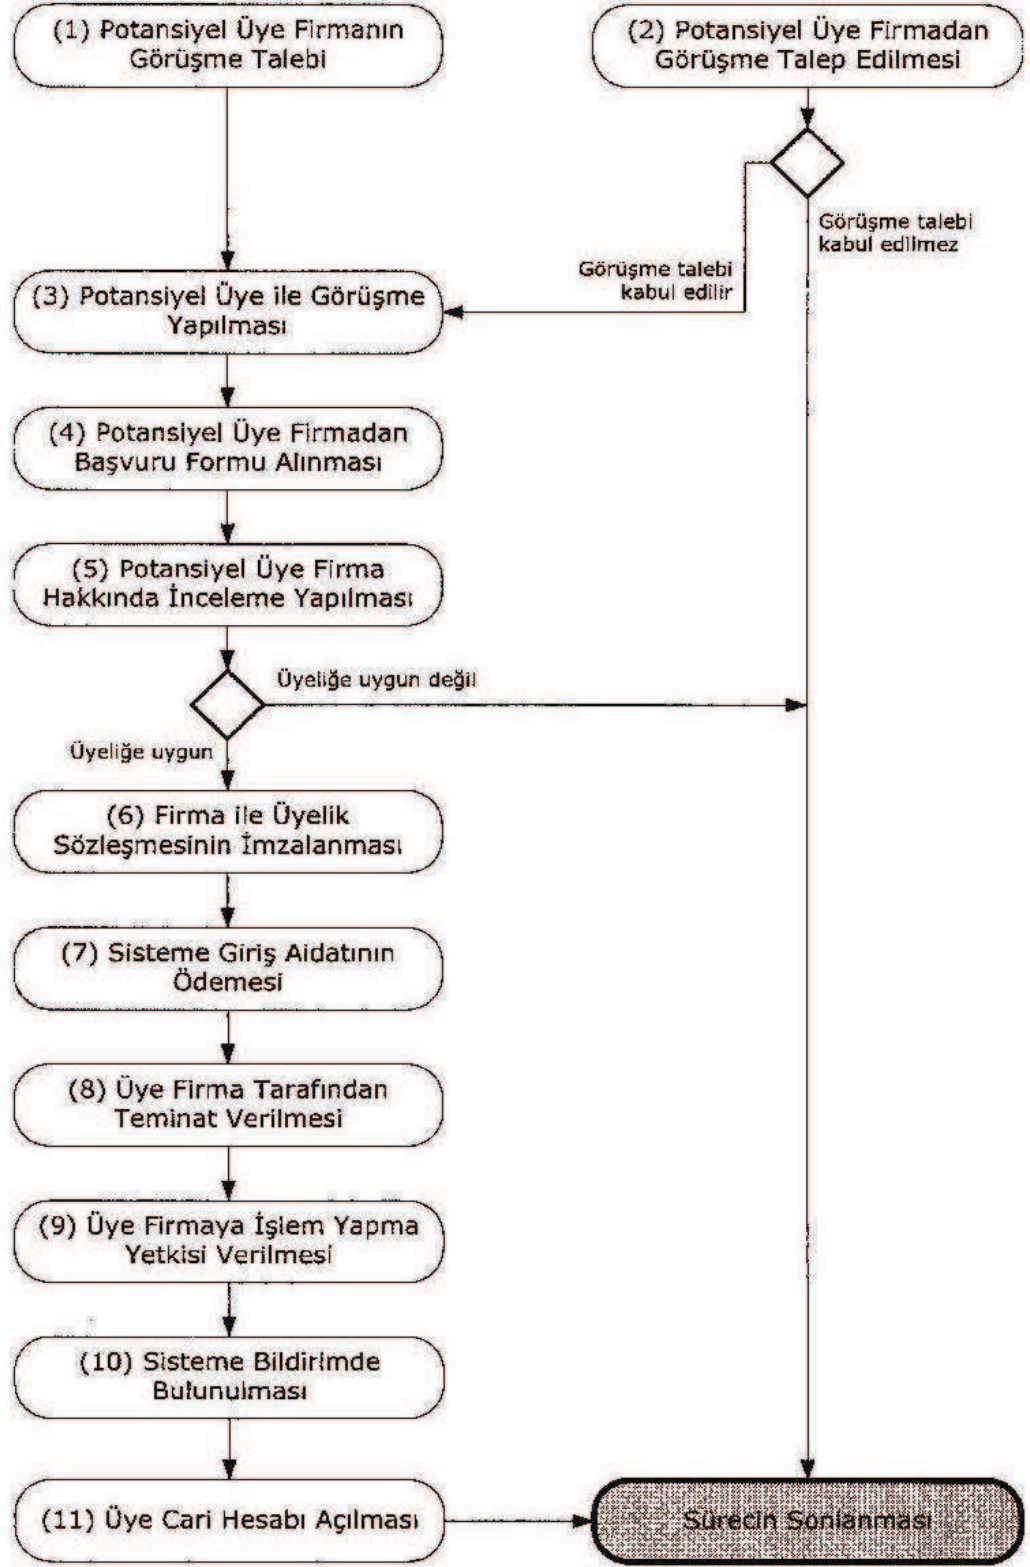 (1) Potansiyel Üye Firmanın
Görüşme Talebi
(2) Potansiyel Üye Firmadan
Görüşme Talep Edilmesi
Görüşme talebi
kabul edilmez
Görüşme talebi
kabul edilir
(3) Potansiyel Üye ile Görüşme
Yapılması
(4) Potansiyel Üye Firmadan
Başvuru Formu Alınması
(5) Potansiyel Üye Firma
Hakkında İnceleme Yapılması
Üyeliğe uygun değil
Üyeliğe uygun
(6) Firma ile Üyelik
Sözleşmesinin İmzalanması
(7) Sisteme Giriş Aidatının
Ödemesi
(8) Üye Firma Tarafından
Teminat Verilmesi
(9) Üye Firmaya İşlem Yapma
Yetkisi Verilmesi
(10) Sisteme Bildirimde
Bulunulması
(11) Üye Cari Hesabı Açılması
Sürecin Sonlanması